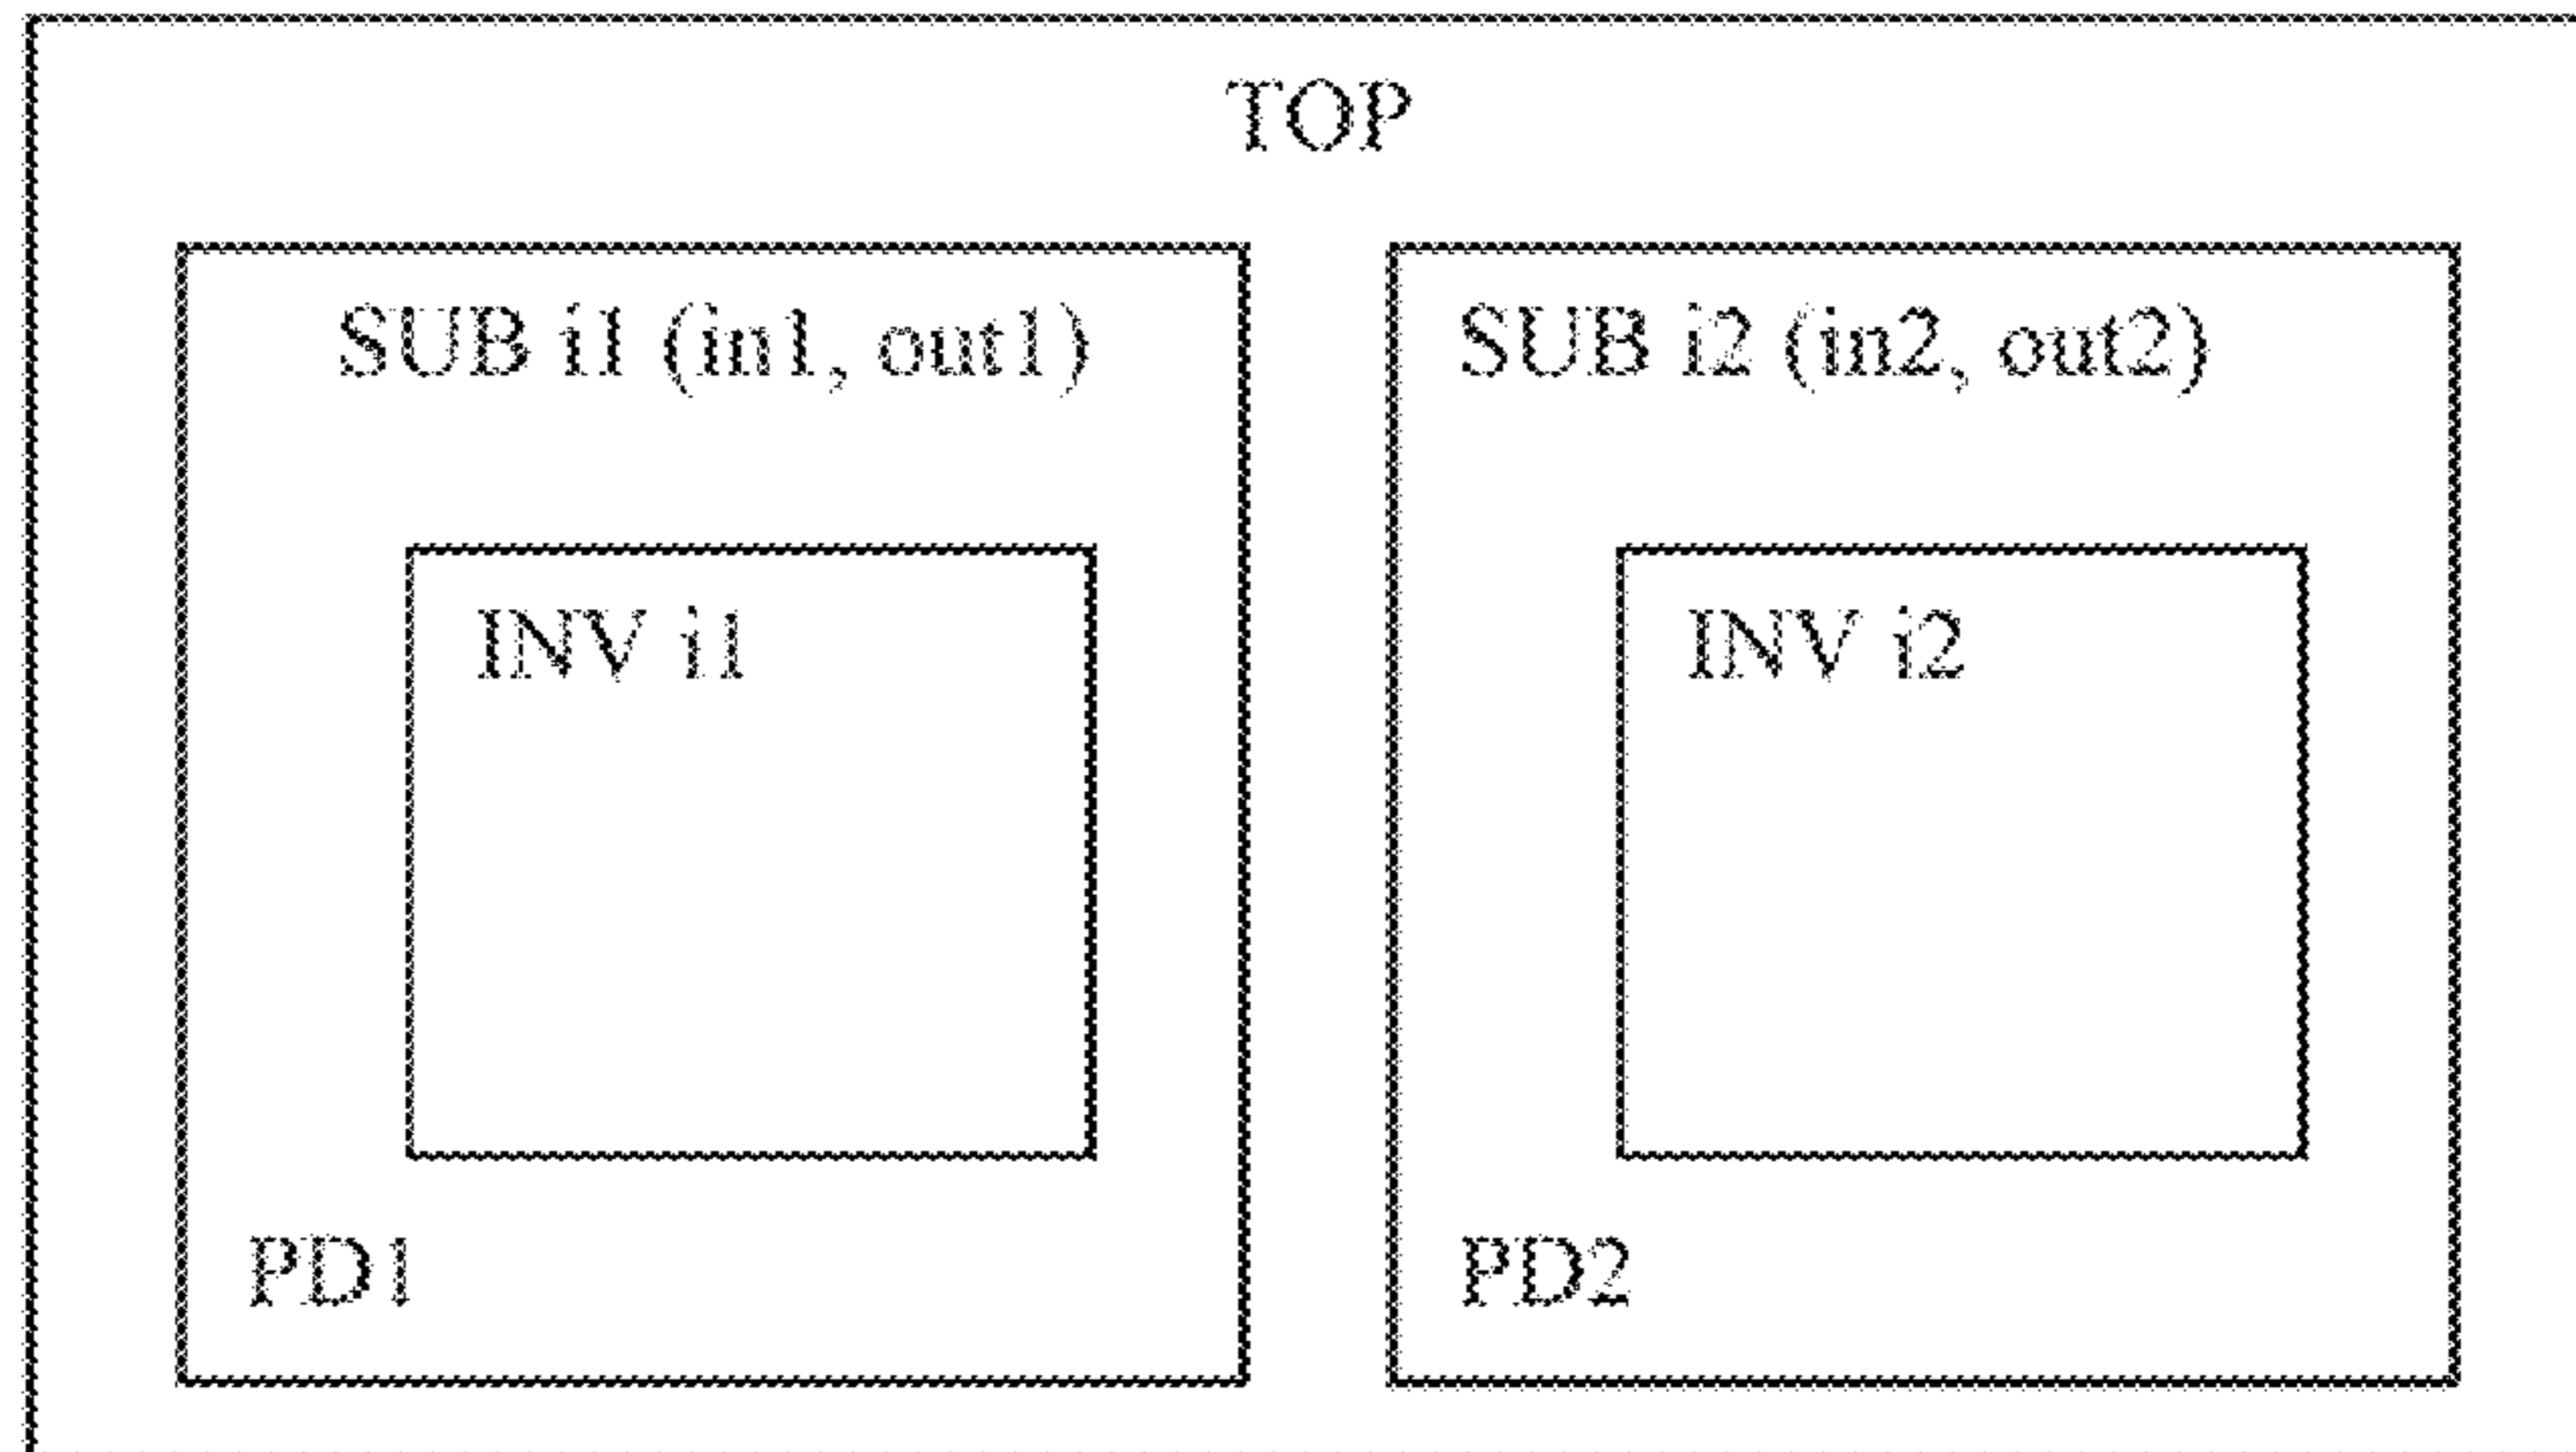 TOP
SUB i1 (in1, out1)
INV i1
PD1
SUB i2 (in2, out2)
INV i2
PD2